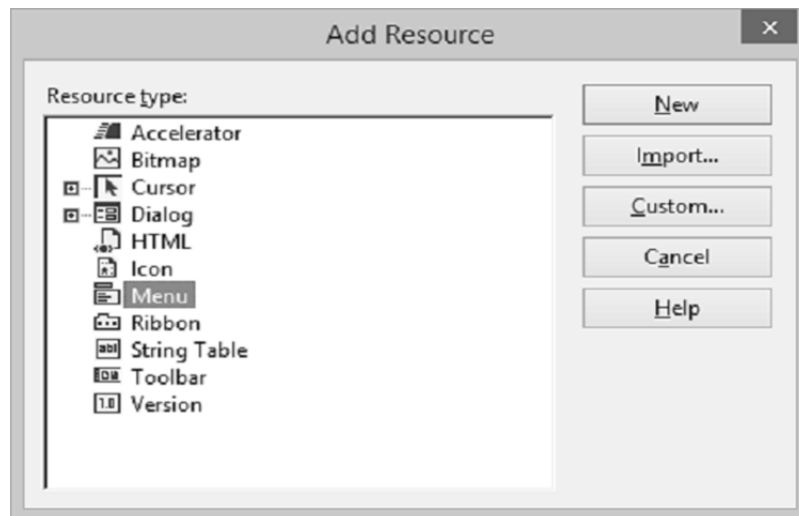 Add Resource
Resource type:
Accelerator
Bitmap
Cursor
Dialog
HTML
Icon
Menu
Ribbon
String Table
Toolbar
Version
New
Import...
Custom...
Cancel
Help